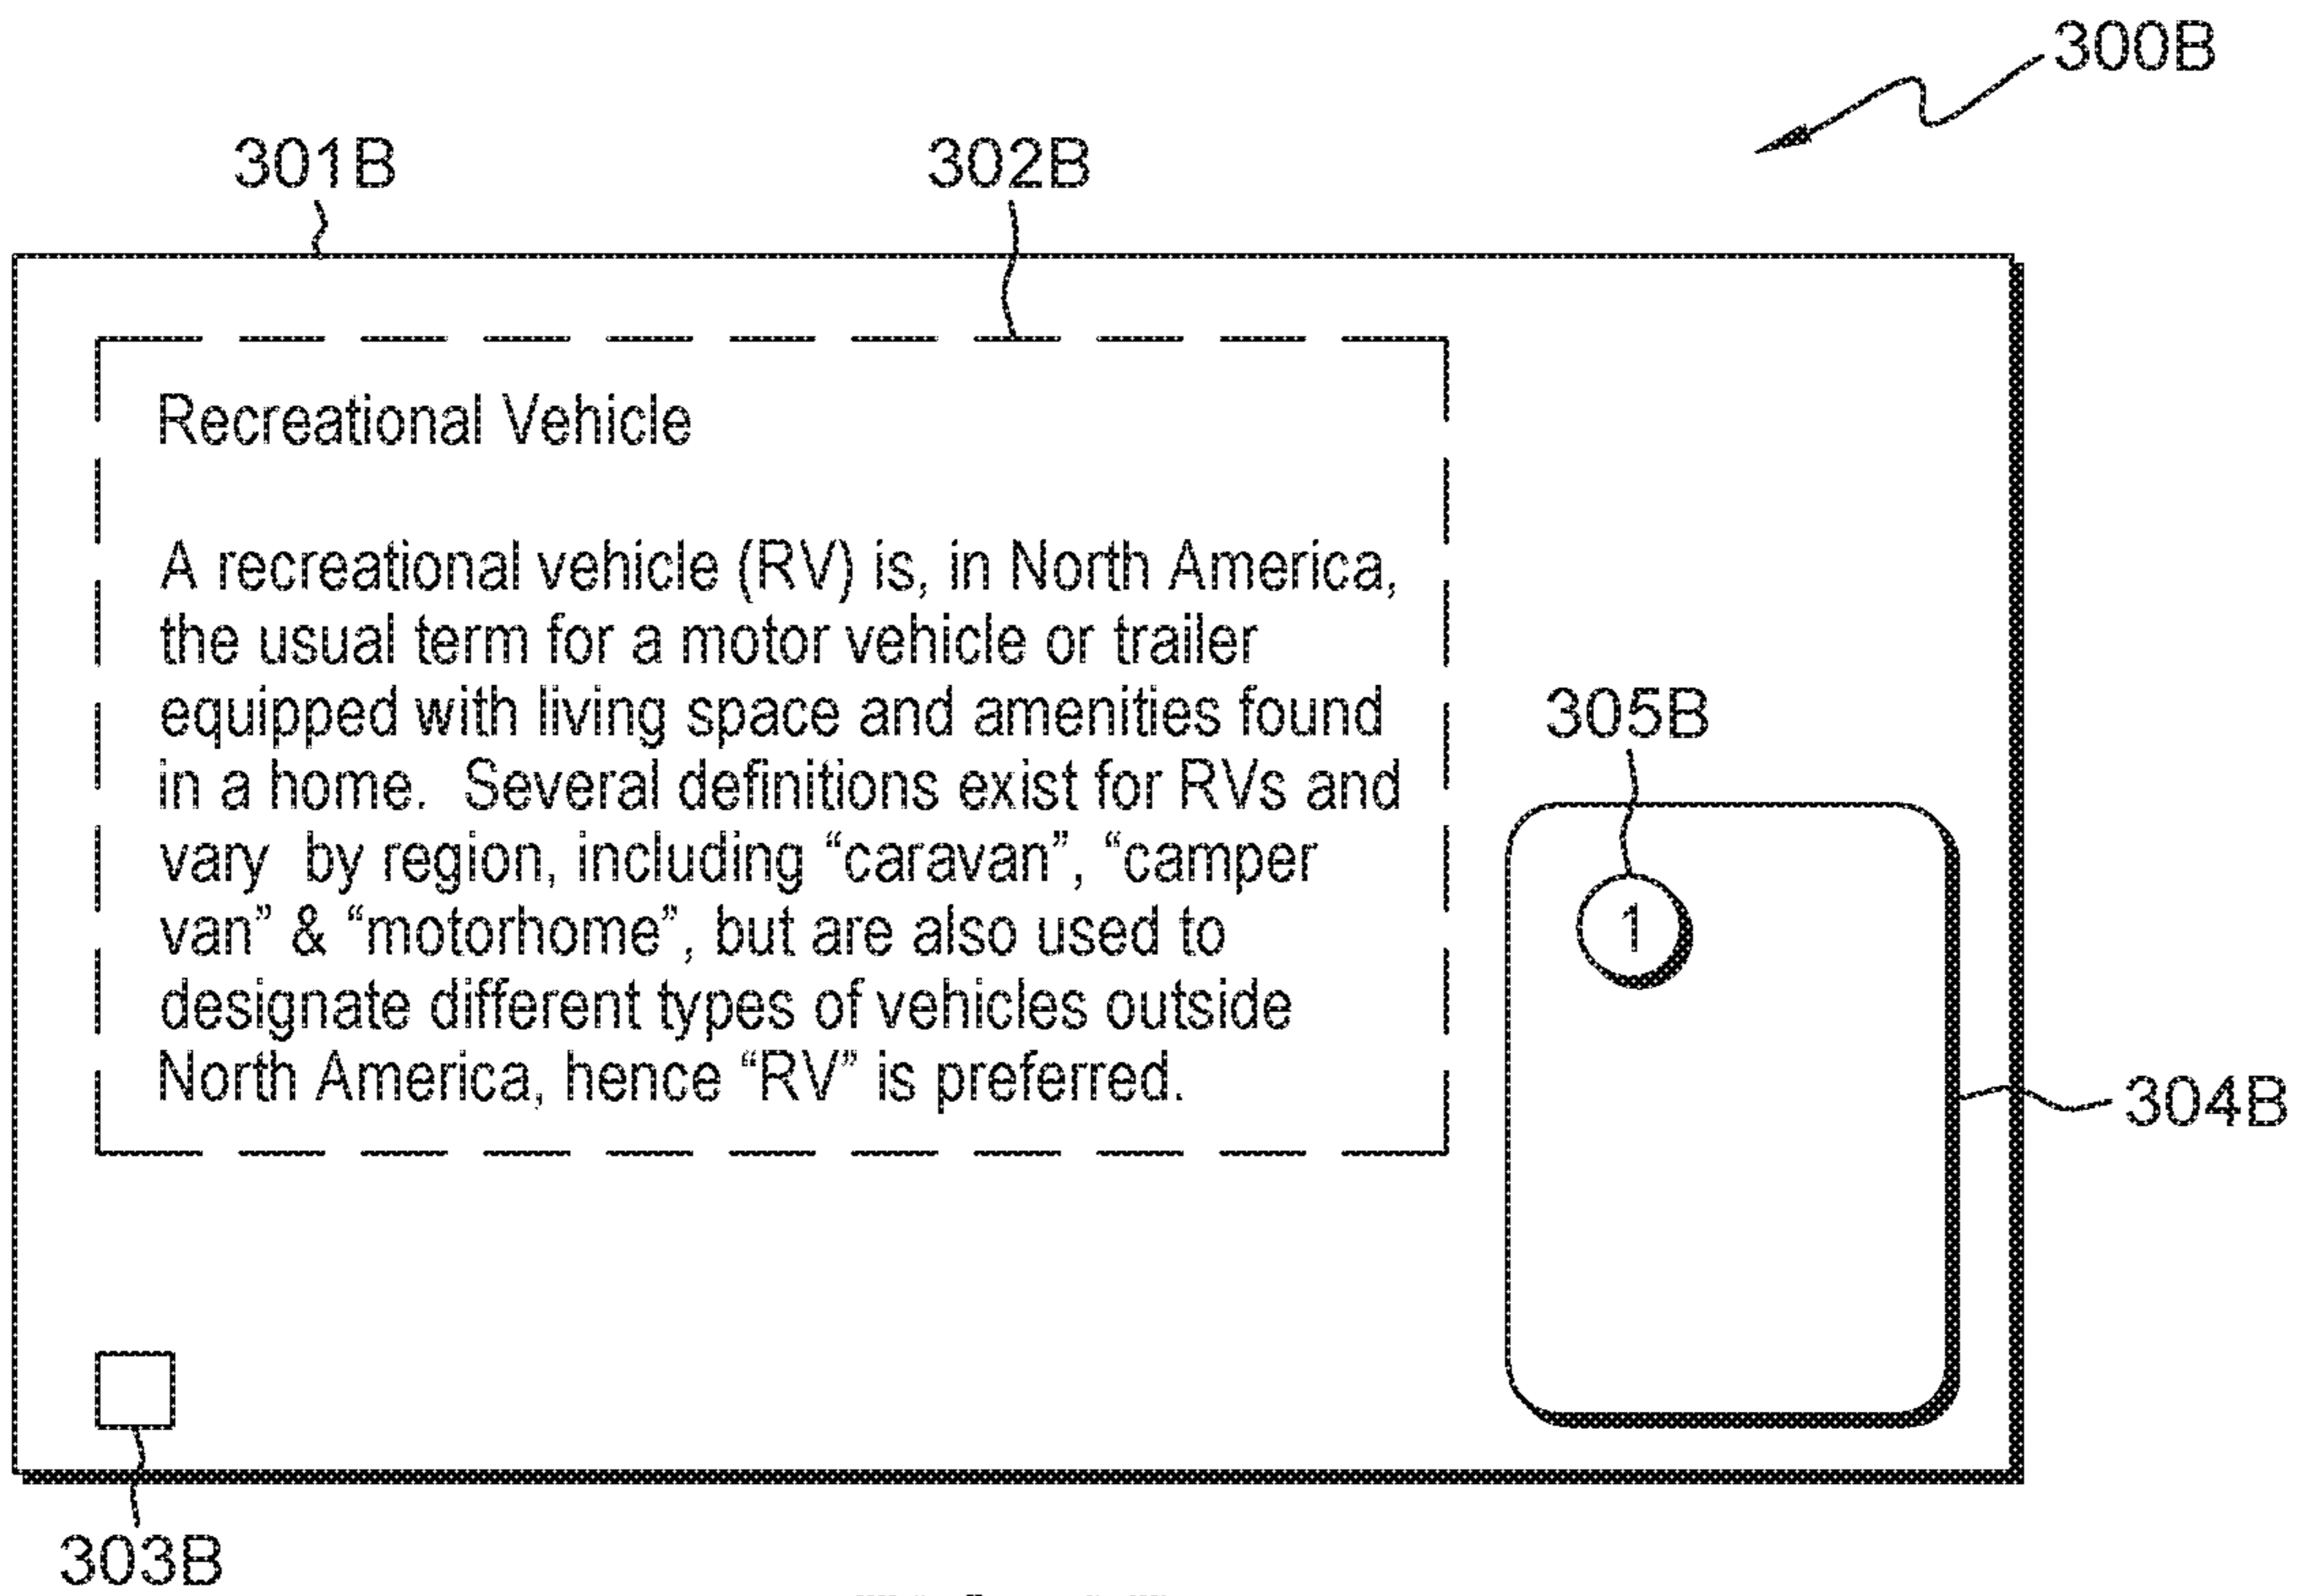 300B
301B
302B
Recreational Vehicle
A recreational vehicle (RV) is, in North America,
the usual term for a motor vehicle or trailer
equipped with living space and amenities found
in a home.  Several definitions exist for RVs and
vary  by region, including “caravan”, “camper
van” & “motorhome”, but are also used to
designate different types of vehicles outside
North America, hence “RV” is preferred.
305B
1
304B
303B